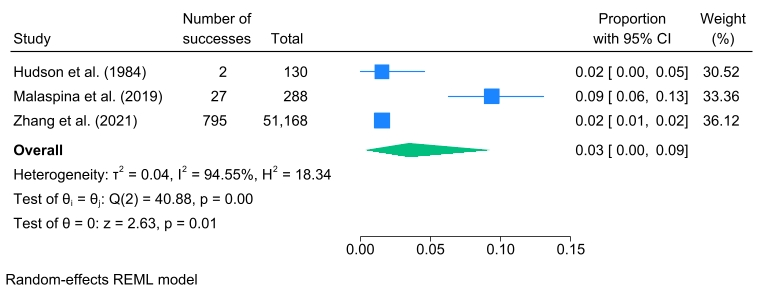 Number of Proportion Weight
Study successes Total with 95% CI (%)
Hudson et al. (1984) 2 130 0.02 [ 0.00, 0.05] 30.52
Malaspina et al. (2019) 27 288 0.09 [ 0.06, 0.13] 33.36
Zhang et al. (2021) 795 51,168 0.02 [ 0.01, 0.02] 36.12
Overall 0.03 [ 0.00, 0.09]
Heterogeneity: τ² = 0.04, I² = 94.55%, H² = 18.34
Test of θᵢ = θⱼ: Q(2) = 40.88, p = 0.00
Test of θ = 0: z = 2.63, p = 0.01
0.00 0.05 0.10 0.15
Random-effects REML model